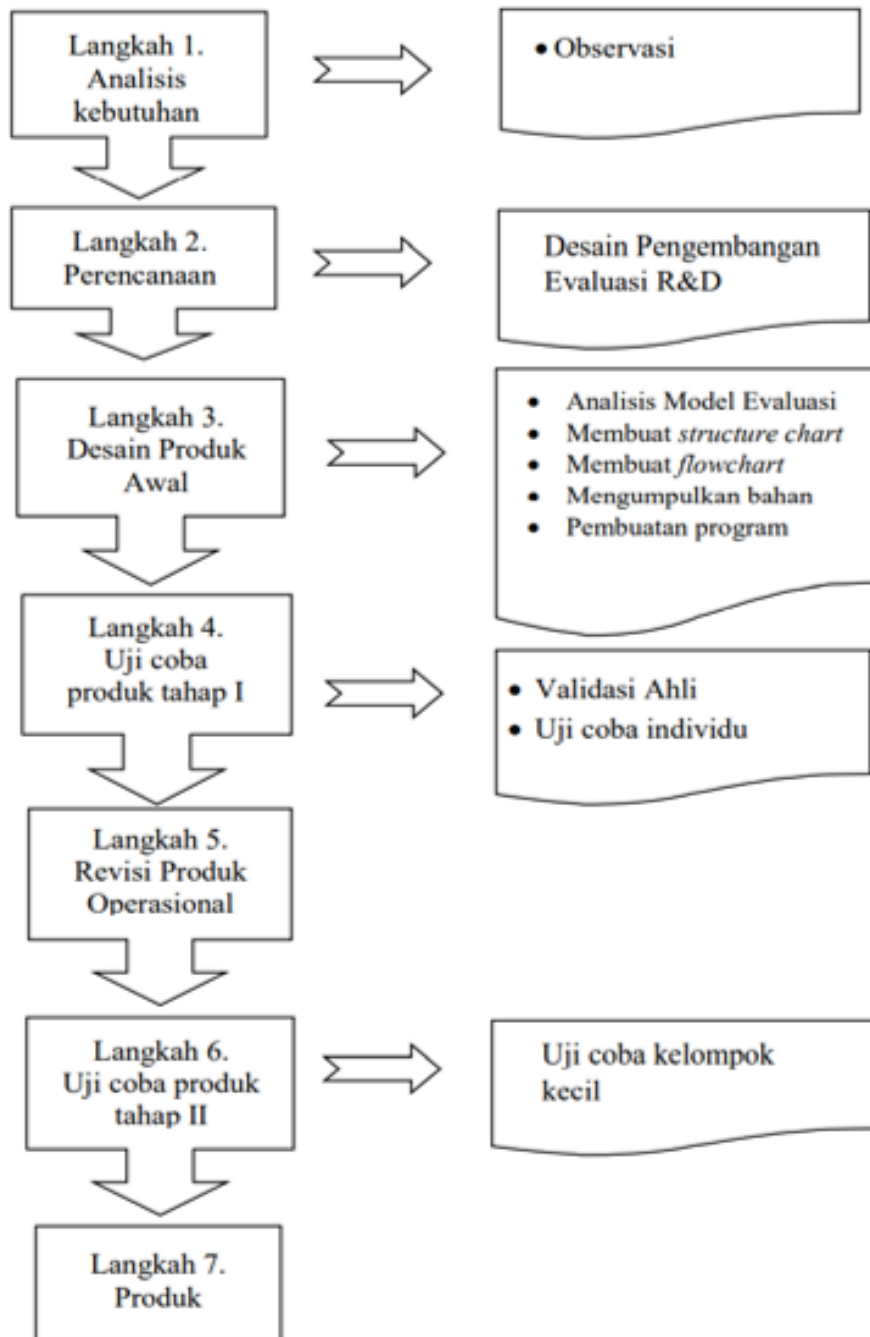 Langkah 1.
Analisis
kebutuhan
• Observasi
Langkah 2.
Perencanaan
Desain Pengembangan
Evaluasi R&D
Langkah 3.
Desain Produk
Awal
• Analisis Model Evaluasi
• Membuat structure chart
• Membuat flowchart
• Mengumpulkan bahan
• Pembuatan program
Langkah 4.
Uji coba
produk tahap I
• Validasi Ahli
• Uji coba individu
Langkah 5.
Revisi Produk
Operasional
Langkah 6.
Uji coba produk
tahap II
Uji coba kelompok
kecil
Langkah 7.
Produk